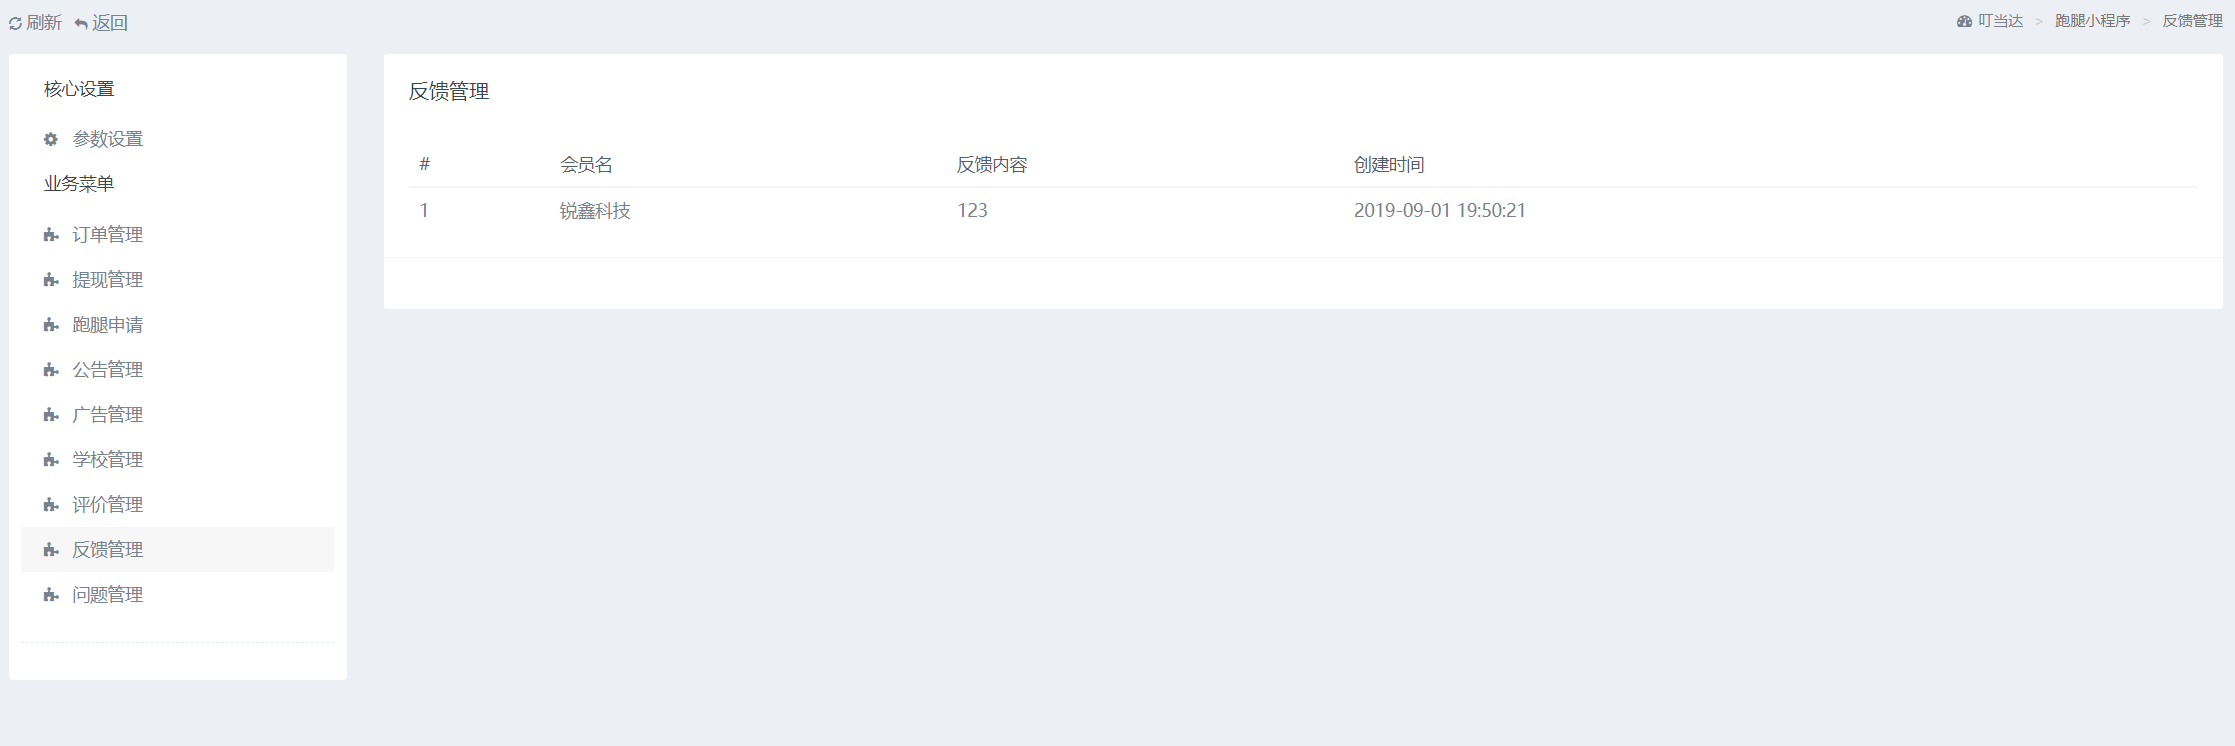 刷新 返回
叮当达 > 跑腿小程序 > 反馈管理
核心设置
参数设置
业务菜单
订单管理
提现管理
跑腿申请
公告管理
广告管理
学校管理
评价管理
反馈管理
问题管理
反馈管理
# 会员名 反馈内容 创建时间
1 锐鑫科技 123 2019-09-01 19:50:21